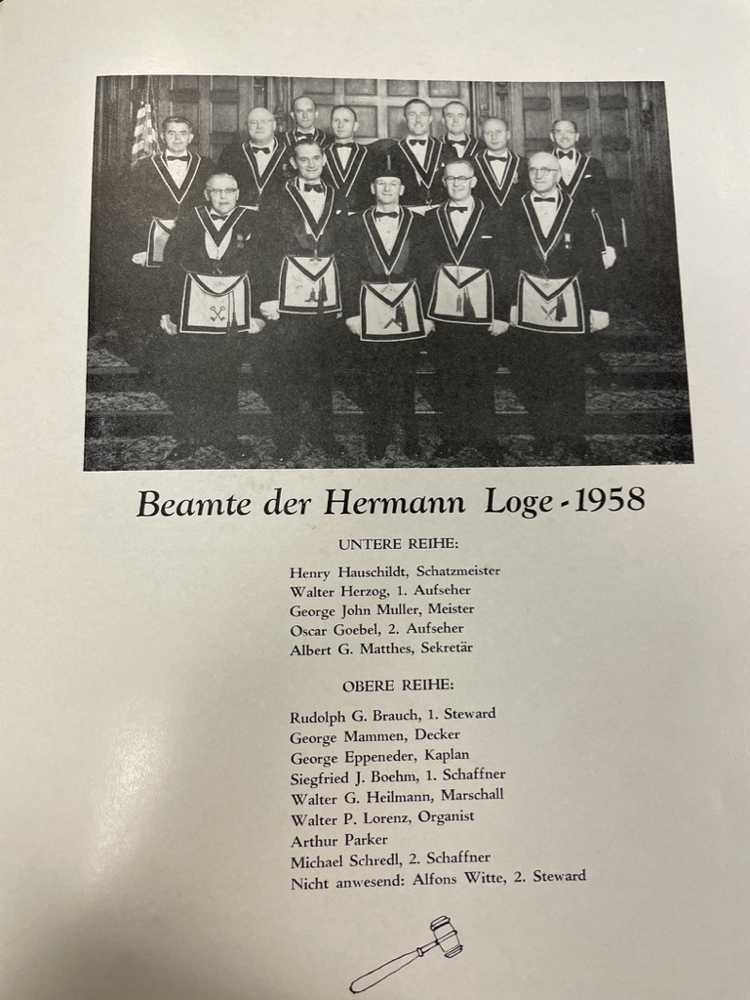 Beamte der Hermann Loge - 1958
UNTERE REIHE:
Henry Hauschildt, Schatzmeister
Walter Herzog, 1. Aufseher
George John Muller, Meister
Oscar Goebel, 2. Aufseher
Albert G. Matthes, Sekretär
OBERE REIHE:
Rudolph G. Brauch, 1. Steward
George Mammen, Decker
George Eppeneder, Kaplan
Siegfried J. Boehm, 1. Schaffner
Walter G. Heilmann, Marschall
Walter P. Lorenz, Organist
Arthur Parker
Michael Schredl, 2. Schaffner
Nicht anwesend: Alfons Witte, 2. Steward